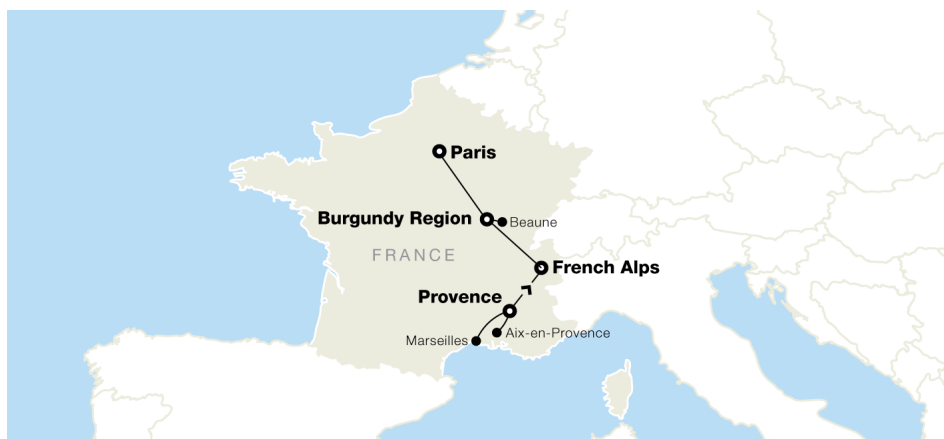 Paris
Burgundy Region
Beaune
FRANCE
French Alps
Provence
Marseilles
Aix-en-Provence